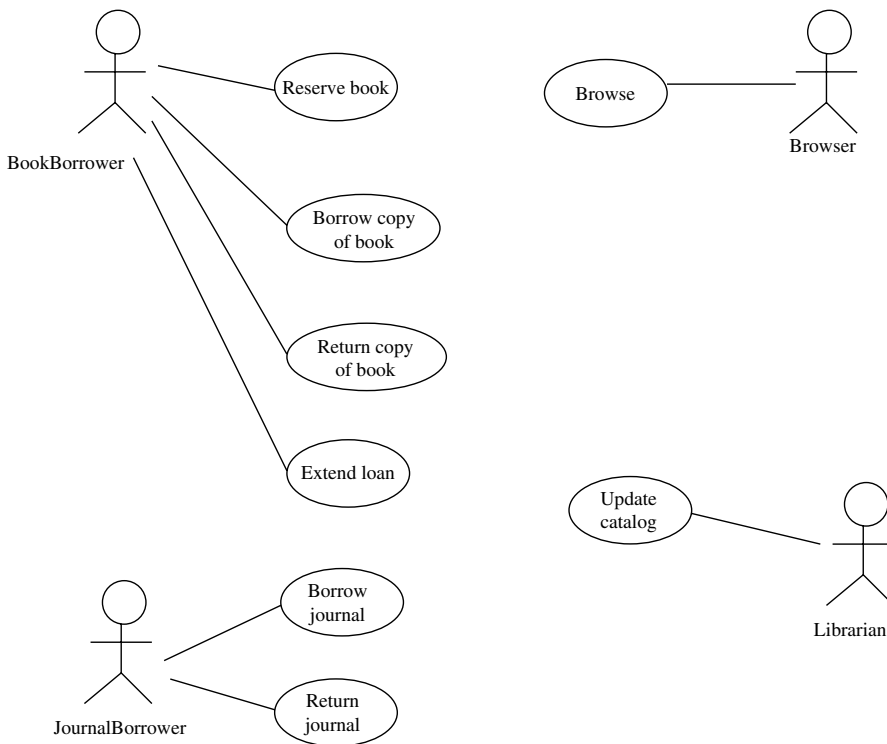 Reserve book
Browse
BookBorrower
Browser
Borrow copy
of book
Return copy
of book
Extend loan
Update
catalog
Borrow
journal
Librarian
Return
journal
JournalBorrower